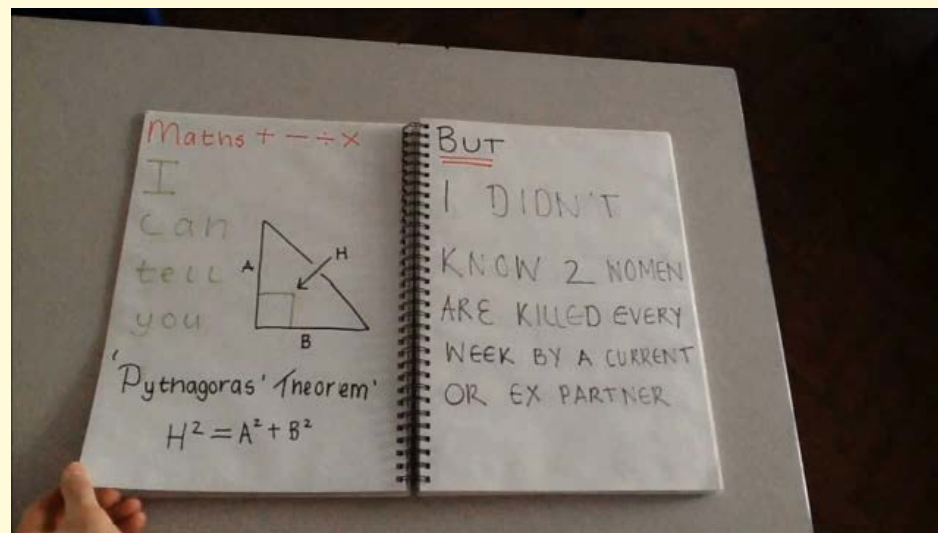 Maths + − ÷ ×
I
can
tell
you
A
H
B
'Pythagoras' Theorem'
H² = A² + B²
BUT
I DIDN'T
KNOW 2 WOMEN
ARE KILLED EVERY
WEEK BY A CURRENT
OR EX PARTNER